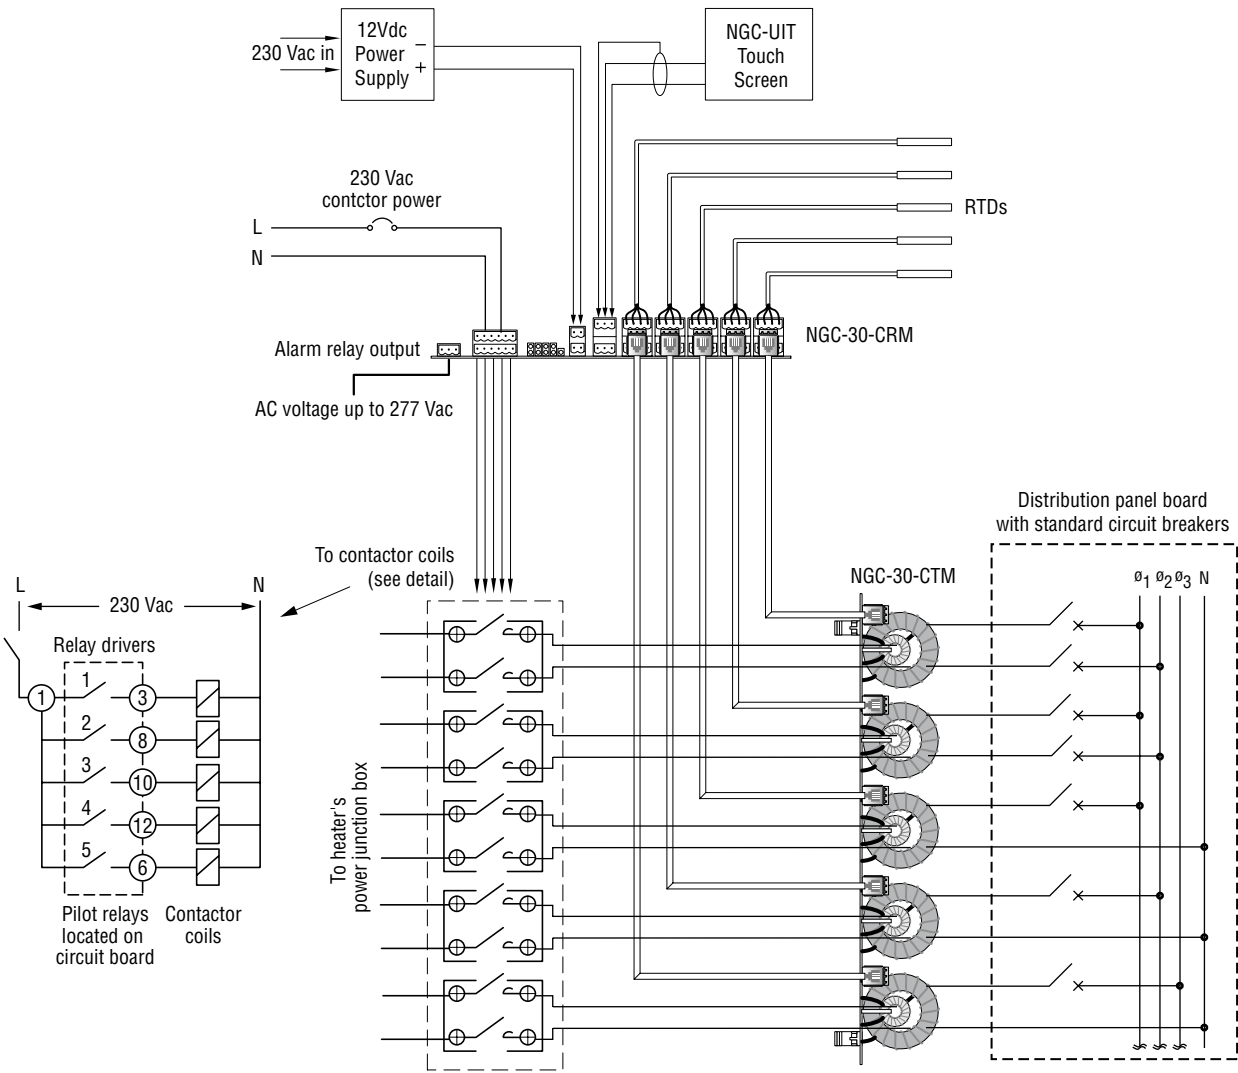 12Vdc
Power
Supply
−
+
230 Vac in
NGC-UIT
Touch
Screen
230 Vac
contctor power
L
N
RTDs
NGC-30-CRM
Alarm relay output
AC voltage up to 277 Vac
Distribution panel board
with standard circuit breakers
To contactor coils
(see detail)
NGC-30-CTM
ø1 ø2 ø3 N
L
N
230 Vac
Relay drivers
1
1
3
2
8
3
10
4
12
5
6
Pilot relays
located on
circuit board
Contactor
coils
To heater's
power junction box